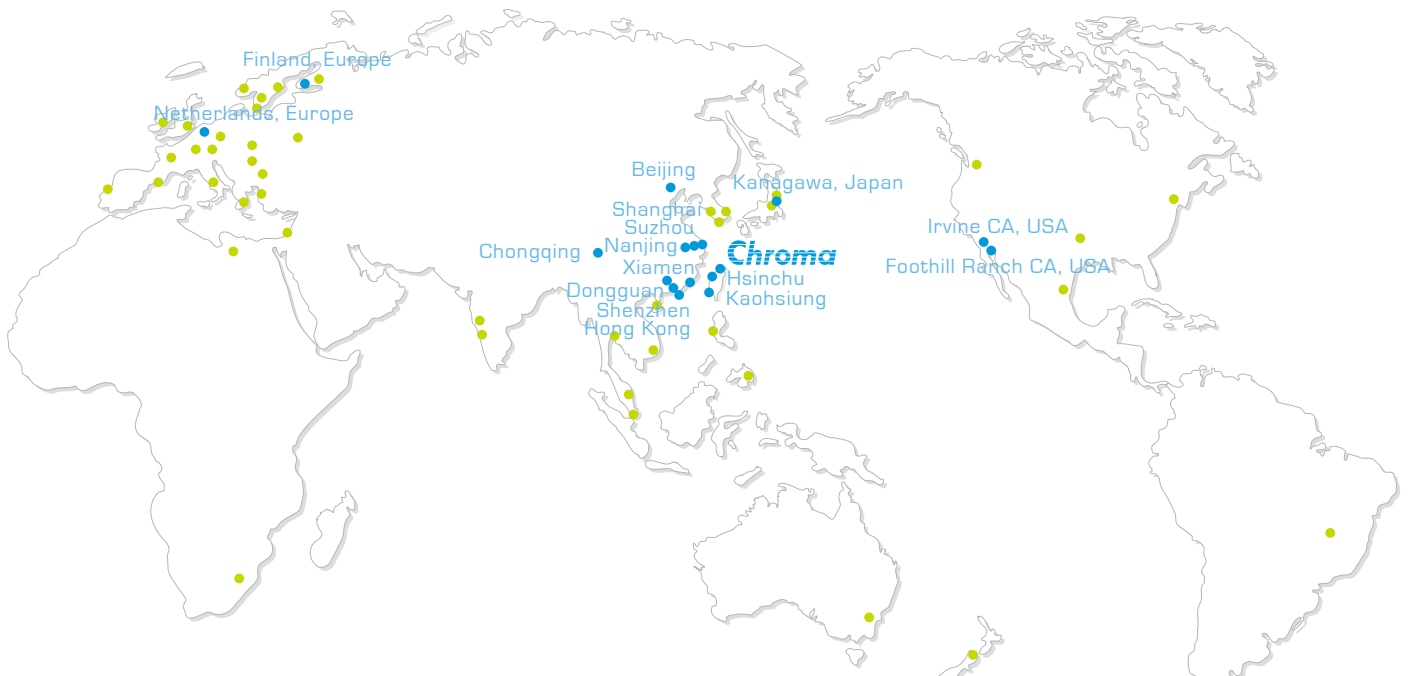 Finland, Europe
Netherlands, Europe
Beijing
Kanagawa, Japan
Shanghai
Suzhou
Irvine CA, USA
Chongqing
Nanjing
Chroma
Xiamen
Foothill Ranch CA, USA
Hsinchu
Dongguan
Kaohsiung
Shenzhen
Hong Kong